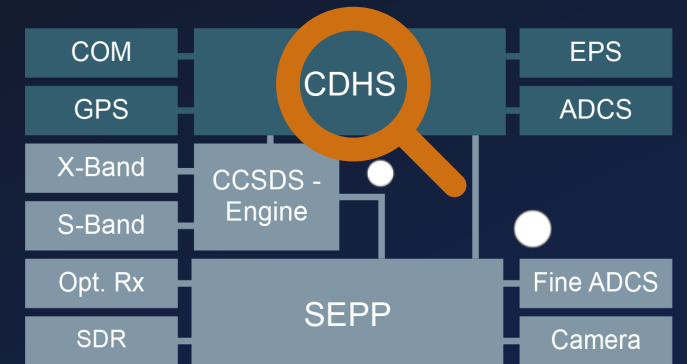 COM
CDHS
EPS
GPS
ADCS
X-Band
CCSDS -
Engine
S-Band
Opt. Rx
SEPP
Fine ADCS
SDR
Camera